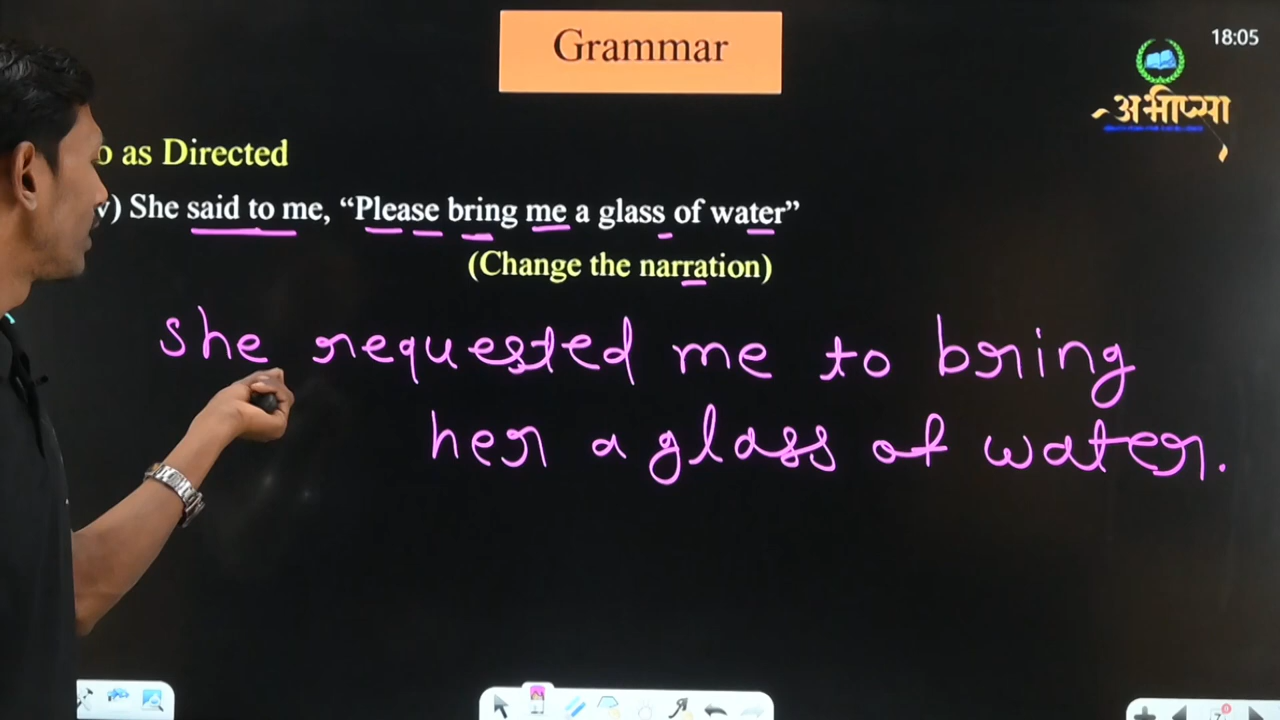 Grammar
18:05
अभीप्सा
o as Directed
v) She said to me, “Please bring me a glass of water”
(Change the narration)
she requested me to bring
her a glass of water.